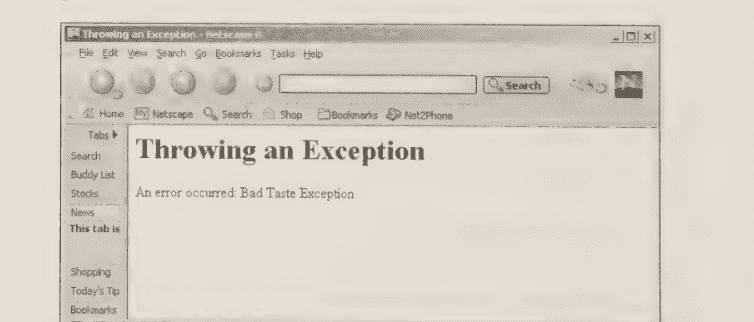 Throwing an Exception - Netscape 6
File Edit View Search Go Bookmarks Tasks Help
Search
Home My Netscape Search Shop Bookmarks Net2Phone
Tabs
Search
Buddy List
Stocks
News
This tab is
Shopping
Today's Tip
Bookmarks
Throwing an Exception
An error occurred: Bad Taste Exception